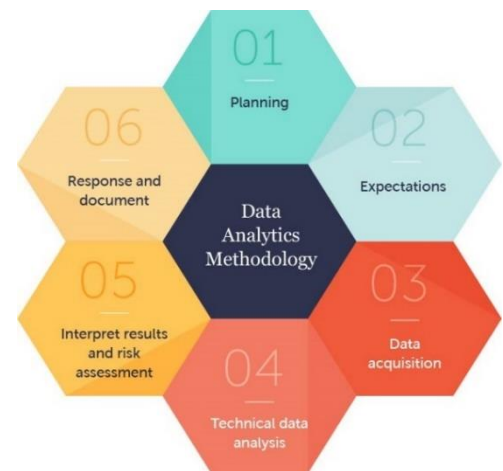 01
Planning
02
Expectations
03
Data
acquisition
04
Technical data
analysis
05
Interpret results
and risk
assessment
06
Response and
document
Data
Analytics
Methodology